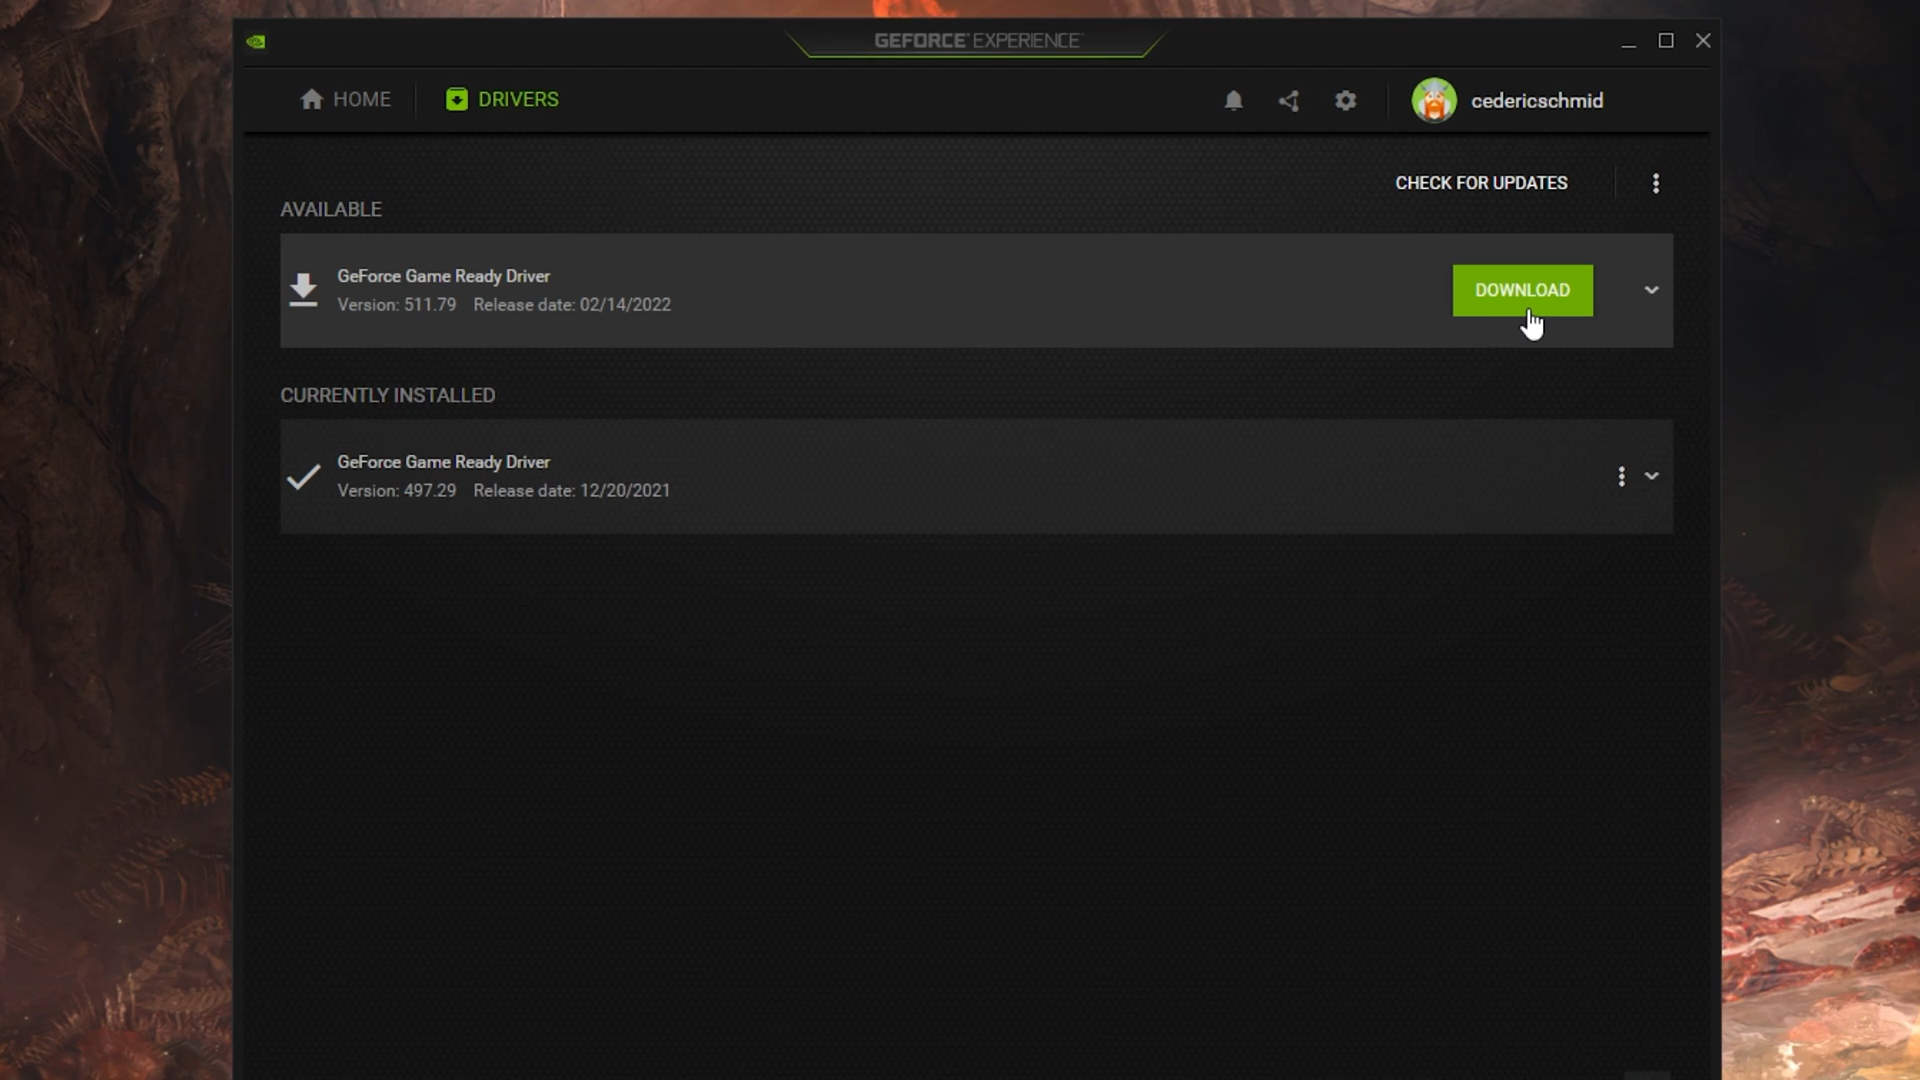 GEFORCE EXPERIENCE
HOME
DRIVERS
cedericschmid
CHECK FOR UPDATES
AVAILABLE
GeForce Game Ready Driver
Version: 511.79 Release date: 02/14/2022
DOWNLOAD
CURRENTLY INSTALLED
GeForce Game Ready Driver
Version: 497.29 Release date: 12/20/2021